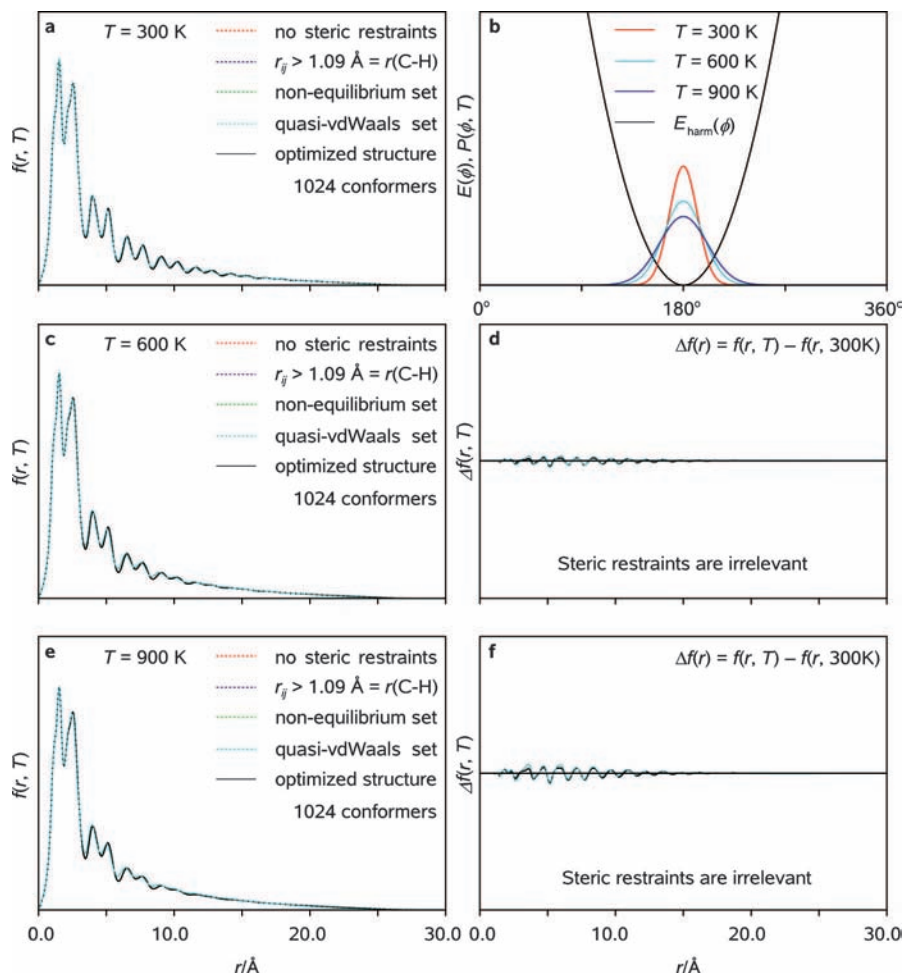 a
T = 300 K
no steric restraints
r_ij > 1.09 Å = r(C-H)
non-equilibrium set
quasi-vdWaals set
optimized structure
1024 conformers
f(r, T)
b
T = 300 K
T = 600 K
T = 900 K
E_harm(ϕ)
E(ϕ), P(ϕ, T)
0° 180° 360°
c
T = 600 K
no steric restraints
r_ij > 1.09 Å = r(C-H)
non-equilibrium set
quasi-vdWaals set
optimized structure
1024 conformers
f(r, T)
d
Δf(r) = f(r, T) – f(r, 300K)
Δf(r, T)
Steric restraints are irrelevant
e
T = 900 K
no steric restraints
r_ij > 1.09 Å = r(C-H)
non-equilibrium set
quasi-vdWaals set
optimized structure
1024 conformers
f(r, T)
0.0 10.0 20.0 30.0
r/Å
f
Δf(r) = f(r, T) – f(r, 300K)
Δf(r, T)
Steric restraints are irrelevant
0.0 10.0 20.0 30.0
r/Å